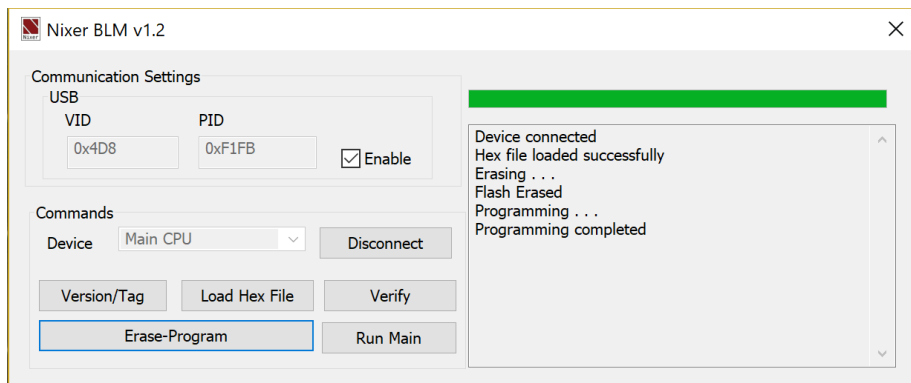 Nixer BLM v1.2
Nixer
Communication Settings
USB
VID PID
0x4D8 0xF1FB Enable
Commands
Device Main CPU Disconnect
Version/Tag Load Hex File Verify
Erase-Program Run Main
Device connected
Hex file loaded successfully
Erasing . . .
Flash Erased
Programming . . .
Programming completed